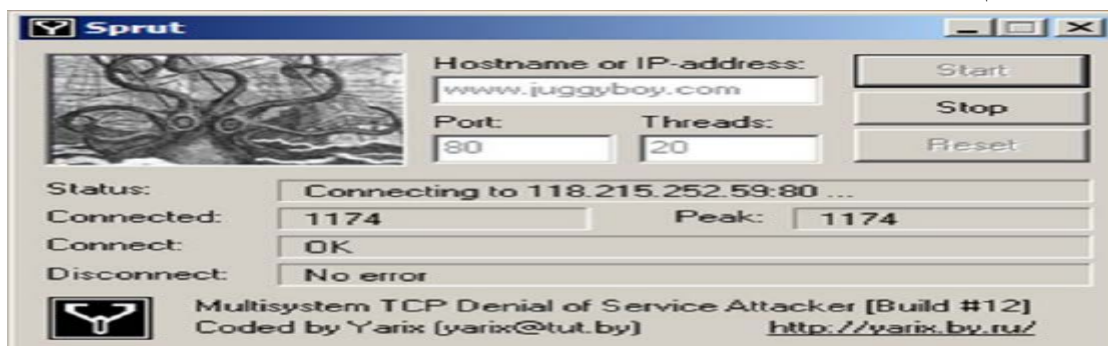 Sprut
Hostname or IP-address:
www.juggyboy.com
Port: Threads:
80 20
Start
Stop
Reset
Status: Connecting to 118.215.252.59:80 ...
Connected: 1174 Peak: 1174
Connect: OK
Disconnect: No error
Multisystem TCP Denial of Service Attacker [Build #12]
Coded by Yarix (yarix@tut.by) http://yarix.by.ru/